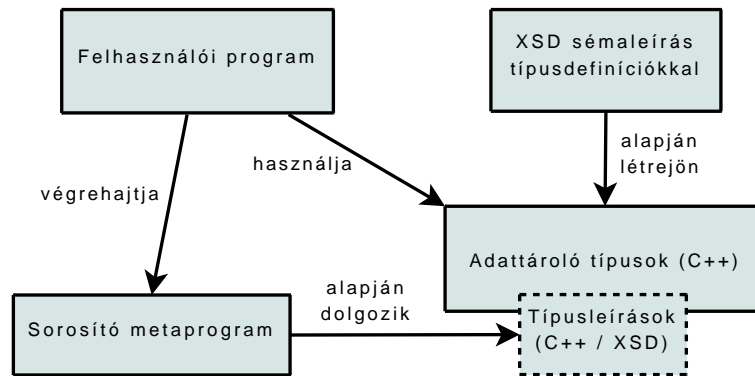 Felhasználói program
XSD sémaleírás
típusdefiníciókkal
végrehajtja
használja
alapján
létrejön
Adattároló típusok (C++)
Sorosító metaprogram
alapján
dolgozik
Típusleírások
(C++ / XSD)